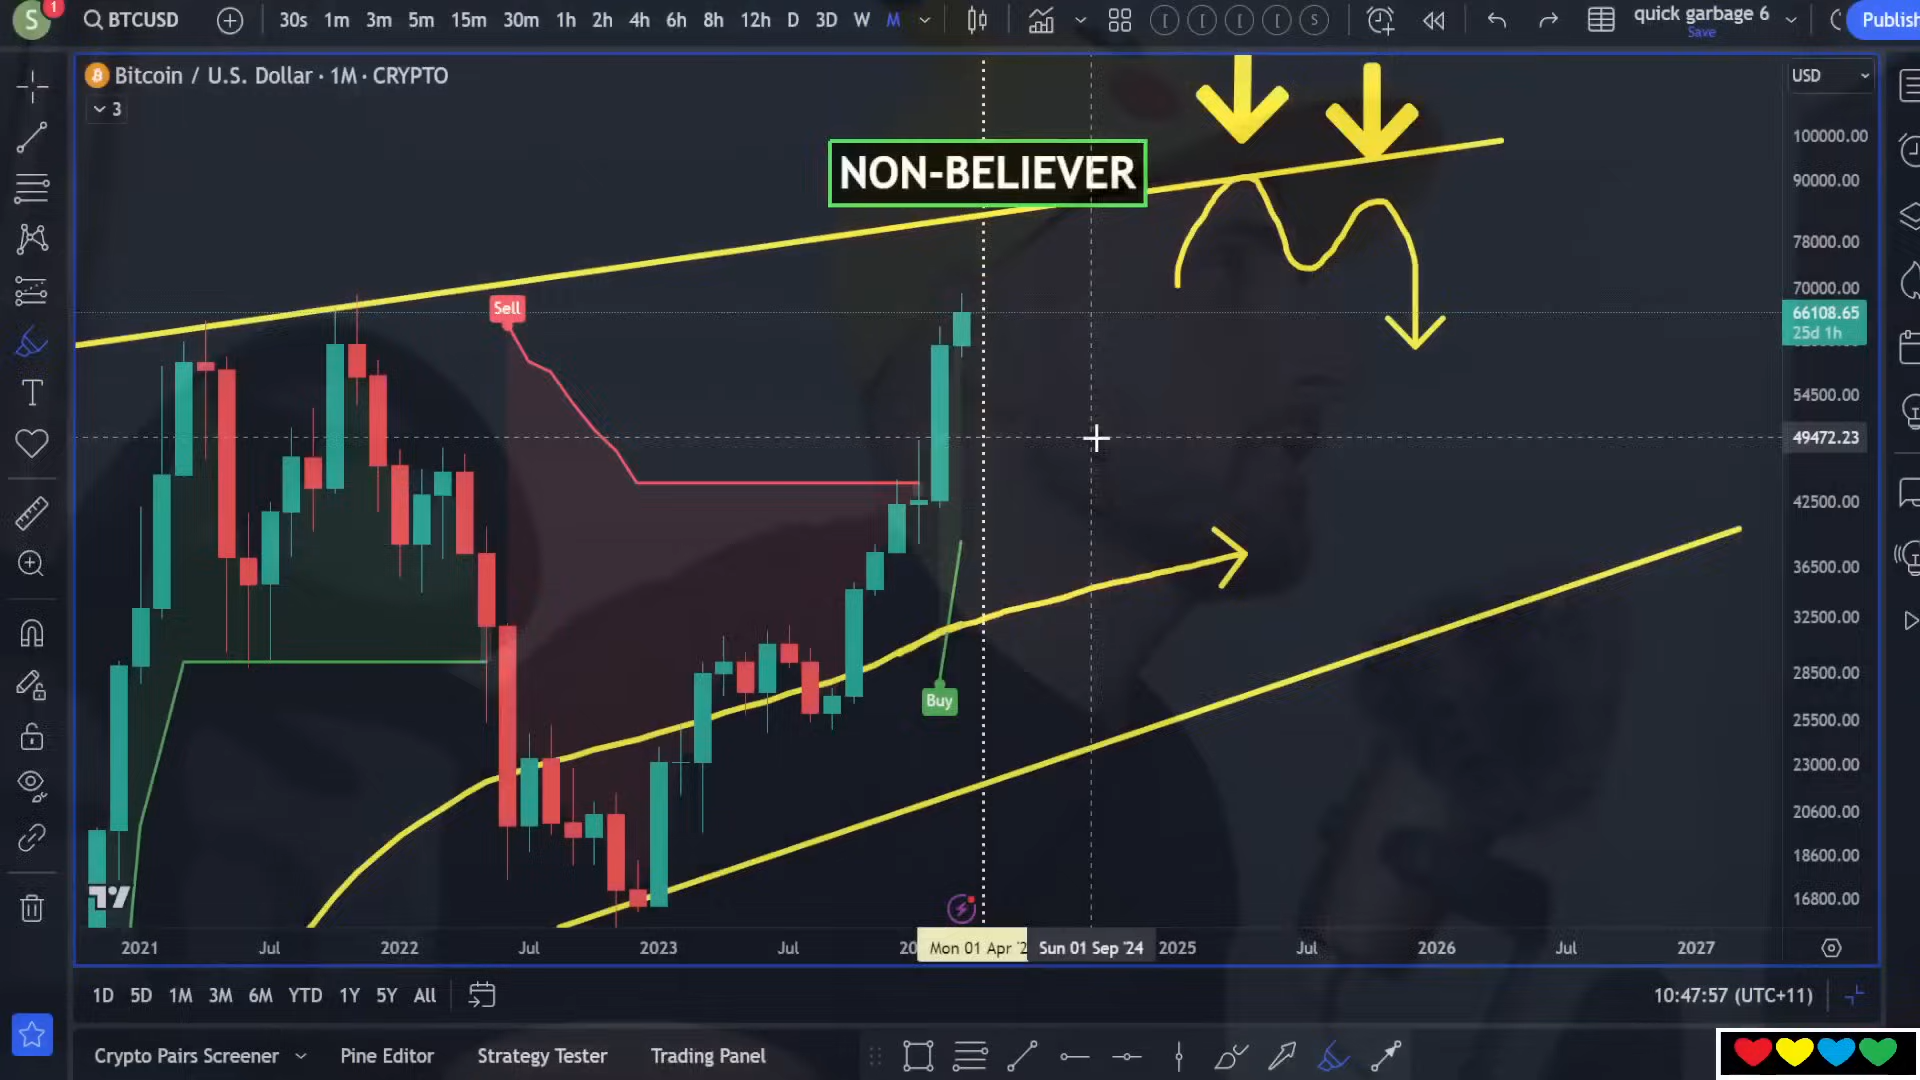 S
1
BTCUSD
30s 1m 3m 5m 15m 30m 1h 2h 4h 6h 8h 12h D 3D W M
[ [ [ [ S
quick garbage 6
Save
Publish
Bitcoin / U.S. Dollar · 1M · CRYPTO
3
USD
NON-BELIEVER
Sell
Buy
100000.00
90000.00
78000.00
70000.00
66108.65
25d 1h
54500.00
49472.23
42500.00
36500.00
32500.00
28500.00
25500.00
23000.00
20600.00
18600.00
16800.00
2021 Jul 2022 Jul 2023 Jul 20 Mon 01 Apr '2 Sun 01 Sep '24 2025 Jul 2026 Jul 2027
1D 5D 1M 3M 6M YTD 1Y 5Y All
10:47:57 (UTC+11)
Crypto Pairs Screener Pine Editor Strategy Tester Trading Panel